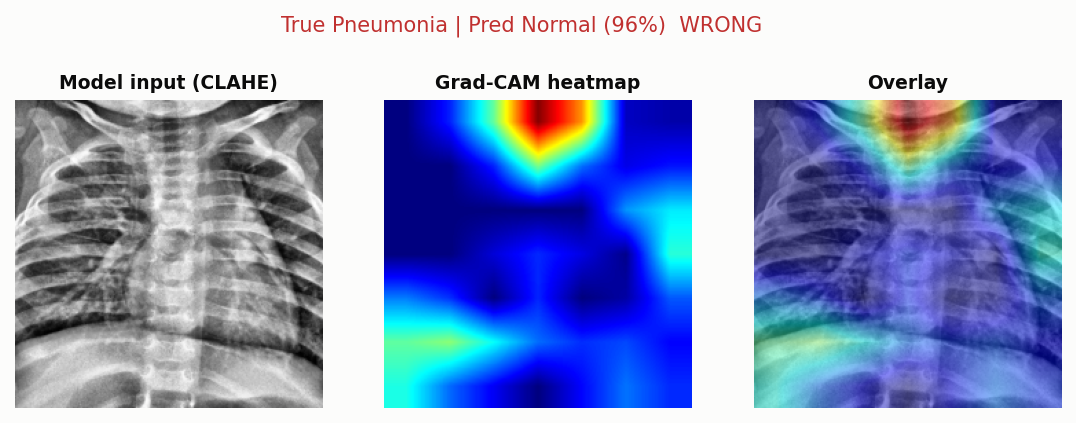 True Pneumonia | Pred Normal (96%)  WRONG
Model input (CLAHE)
Grad-CAM heatmap
Overlay